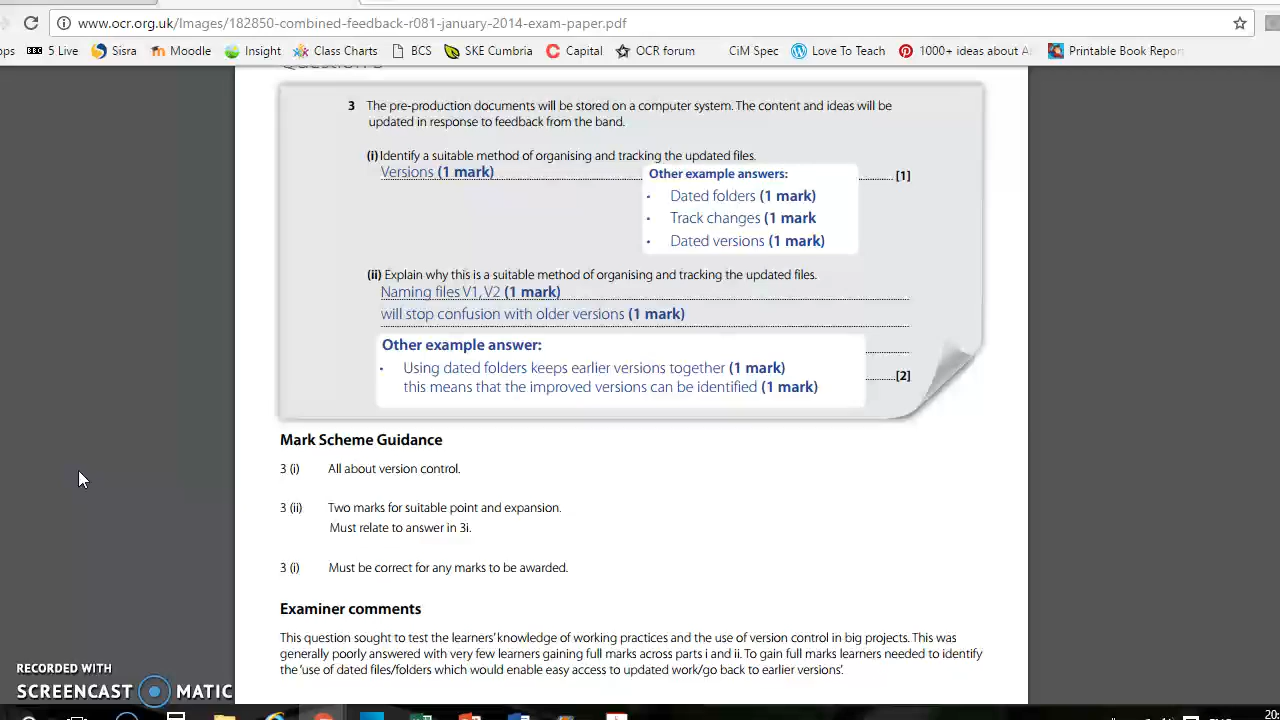 www.ocr.org.uk/Images/182850-combined-feedback-r081-january-2014-exam-paper.pdf
BBC 5 Live Sisra Moodle Insight Class Charts BCS SKE Cumbria Capital OCR forum CiM Spec Love To Teach 1000+ ideas about Printable Book Repor
3 The pre-production documents will be stored on a computer system. The content and ideas will be
updated in response to feedback from the band.
(i) Identify a suitable method of organising and tracking the updated files.
Versions (1 mark)
[1]
Other example answers:
• Dated folders (1 mark)
• Track changes (1 mark
• Dated versions (1 mark)
(ii) Explain why this is a suitable method of organising and tracking the updated files.
Naming files V1, V2 (1 mark)
will stop confusion with older versions (1 mark)
Other example answer:
• Using dated folders keeps earlier versions together (1 mark)
this means that the improved versions can be identified (1 mark)
[2]
Mark Scheme Guidance
3 (i) All about version control.
3 (ii) Two marks for suitable point and expansion.
Must relate to answer in 3i.
3 (i) Must be correct for any marks to be awarded.
Examiner comments
This question sought to test the learners' knowledge of working practices and the use of version control in big projects. This was
generally poorly answered with very few learners gaining full marks across parts i and ii. To gain full marks learners needed to identify
the 'use of dated files/folders which would enable easy access to updated work/go back to earlier versions'.
RECORDED WITH
SCREENCAST MATIC